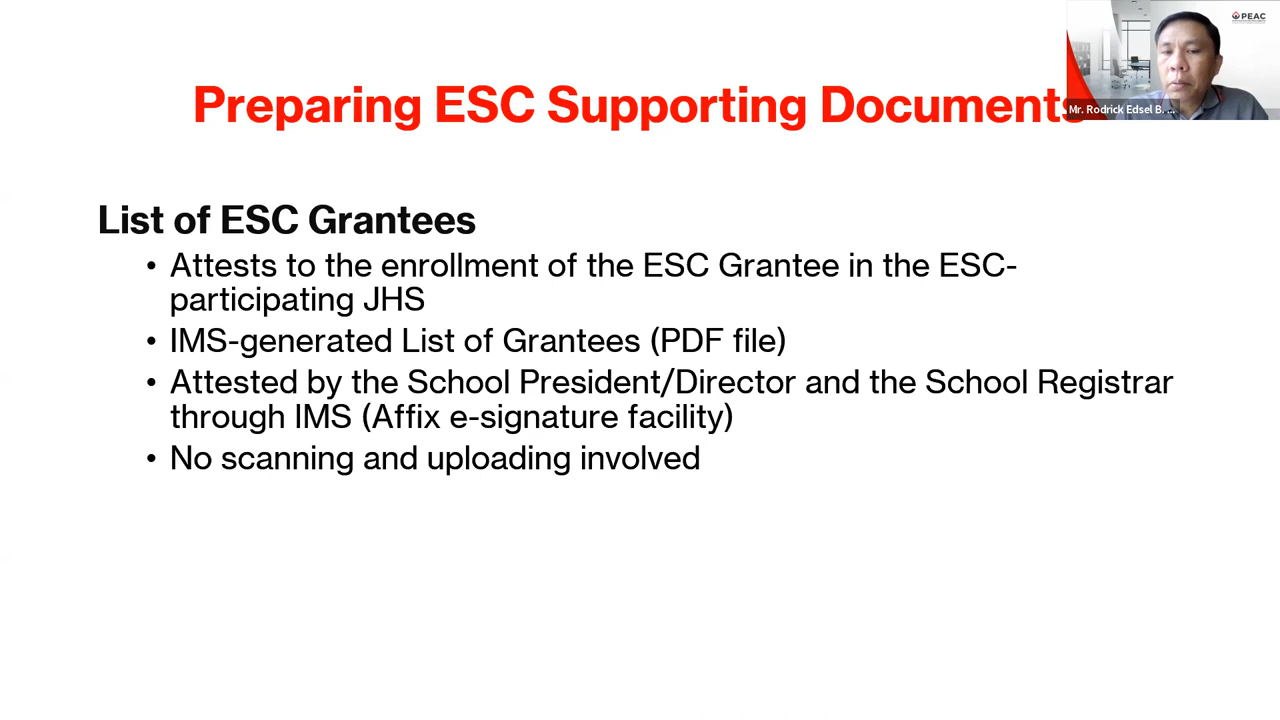 PEAC
Preparing ESC Supporting Documents
Mr. Rodrick Edsel B. ...
List of ESC Grantees
• Attests to the enrollment of the ESC Grantee in the ESC-
participating JHS
• IMS-generated List of Grantees (PDF file)
• Attested by the School President/Director and the School Registrar
through IMS (Affix e-signature facility)
• No scanning and uploading involved